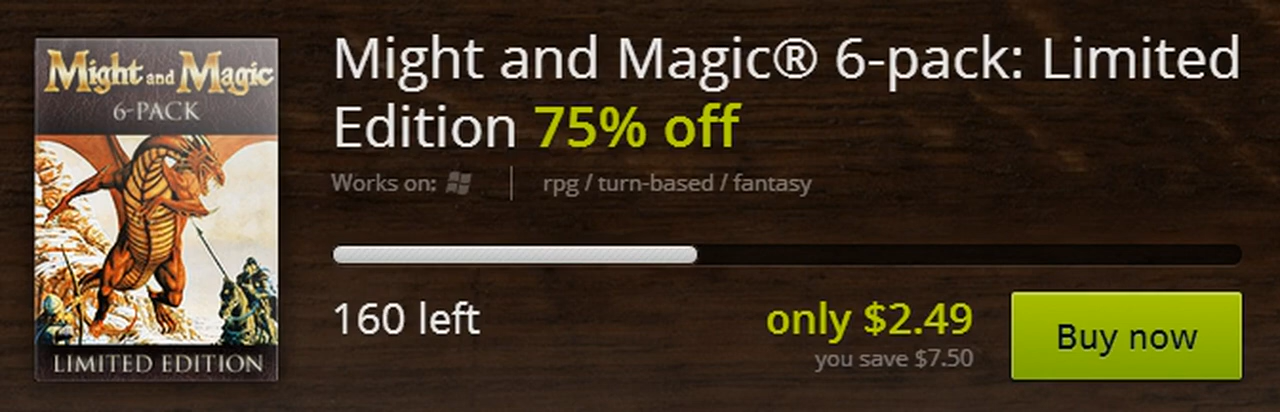 Might and Magic
6-PACK
LIMITED EDITION
Might and Magic® 6-pack: Limited
Edition 75% off
Works on:
rpg / turn-based / fantasy
160 left
only $2.49
you save $7.50
Buy now